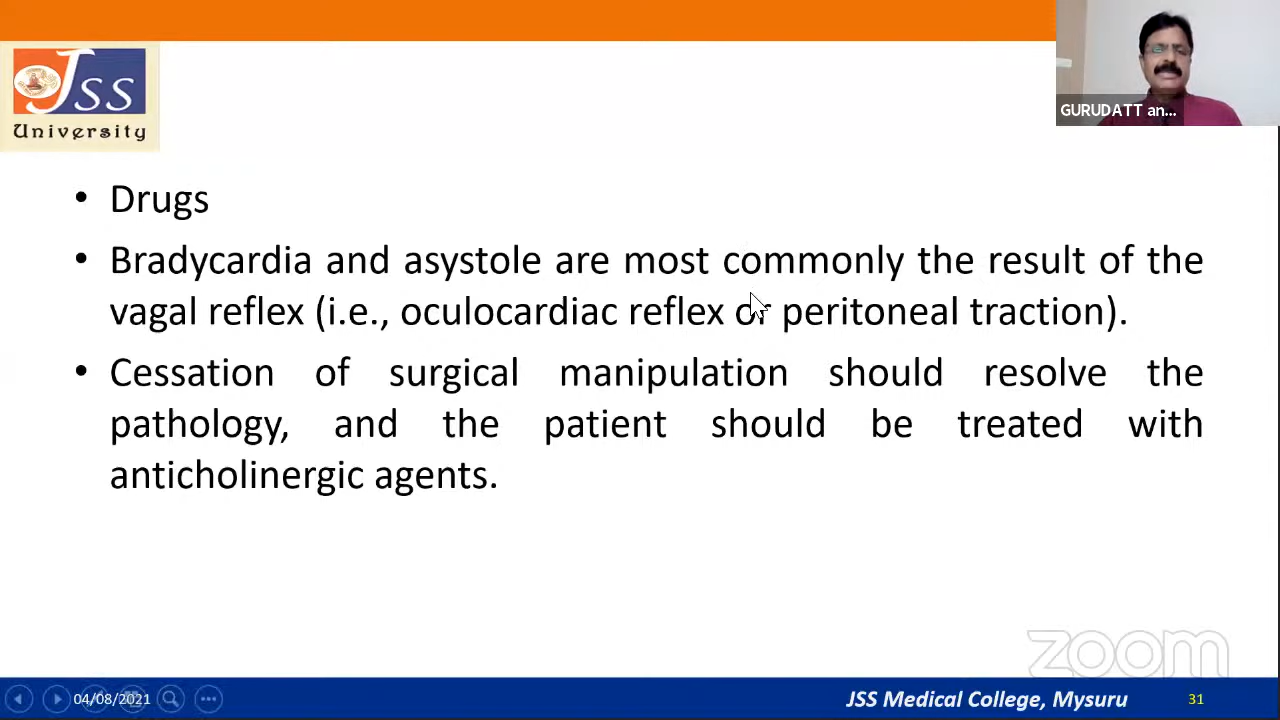 JSS
University
GURUDATT an...
• Drugs
• Bradycardia and asystole are most commonly the result of the
vagal reflex (i.e., oculocardiac reflex or peritoneal traction).
• Cessation of surgical manipulation should resolve the
pathology, and the patient should be treated with
anticholinergic agents.
zoom
04/08/2021
JSS Medical College, Mysuru
31